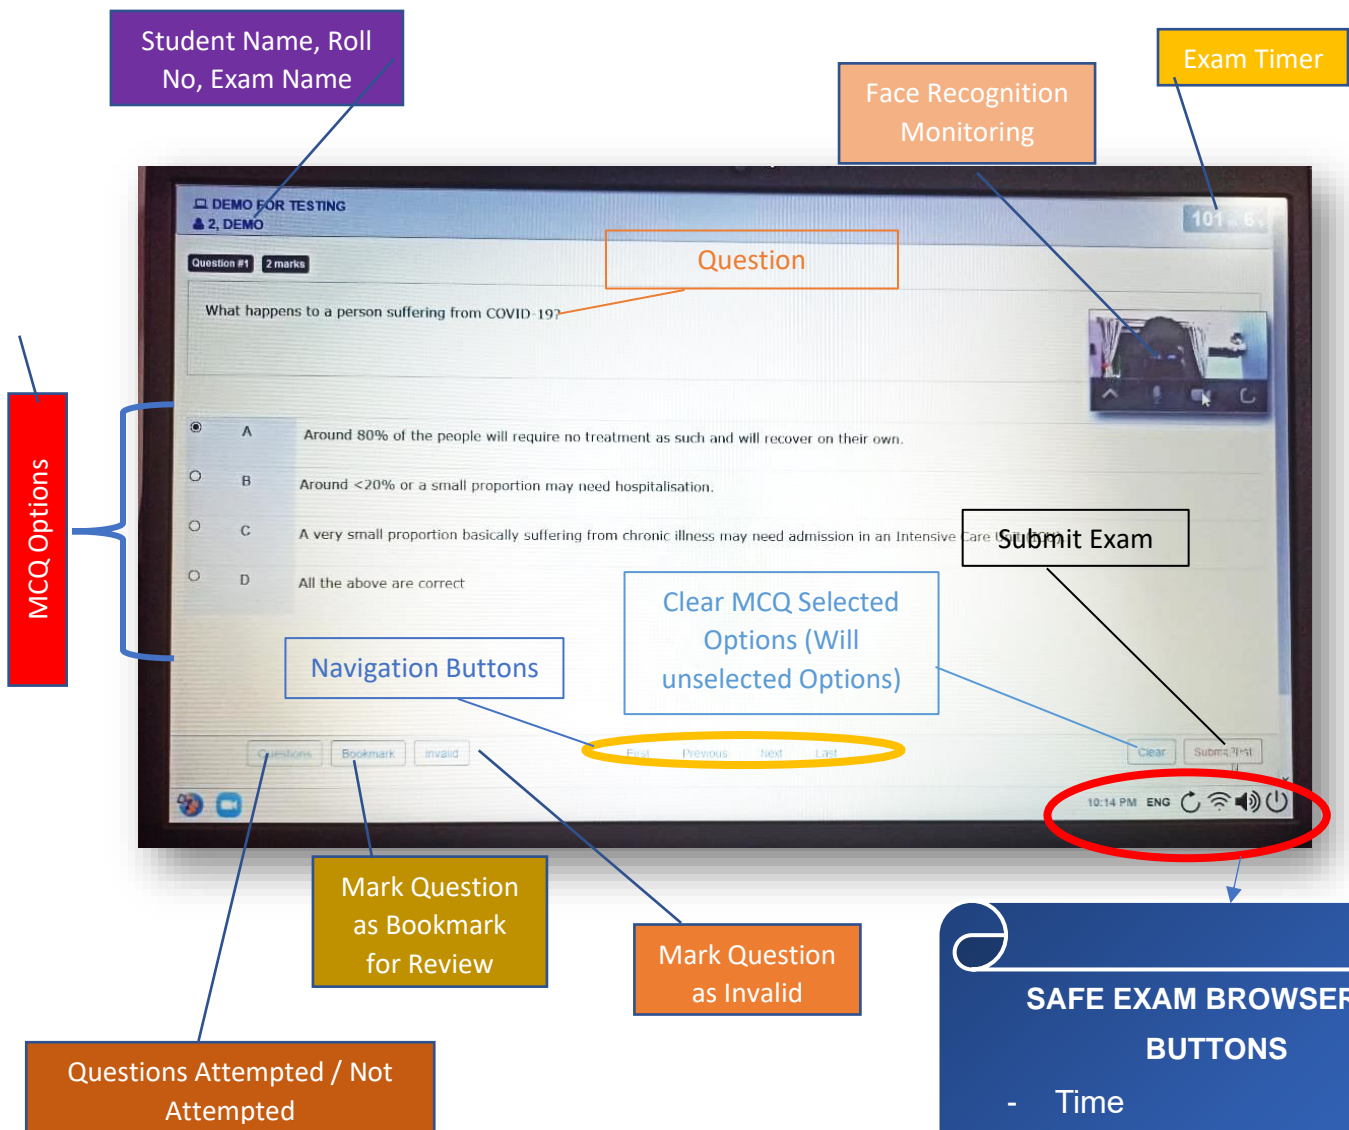 Student Name, Roll
No, Exam Name
Exam Timer
Face Recognition
Monitoring
DEMO FOR TESTING
2, DEMO
101 m 6 s
Question #1 2 marks
Question
What happens to a person suffering from COVID-19?
MCQ Options
A Around 80% of the people will require no treatment as such and will recover on their own.
B Around <20% or a small proportion may need hospitalisation.
C A very small proportion basically suffering from chronic illness may need admission in an Intensive Care
Submit Exam
D All the above are correct
Clear MCQ Selected
Options (Will
unselected Options)
Navigation Buttons
Questions Bookmark Invalid First Previous Next Last Clear Submit Test
10:14 PM ENG
Mark Question
as Bookmark
for Review
Mark Question
as Invalid
SAFE EXAM BROWSER
BUTTONS
- Time
Questions Attempted / Not
Attempted